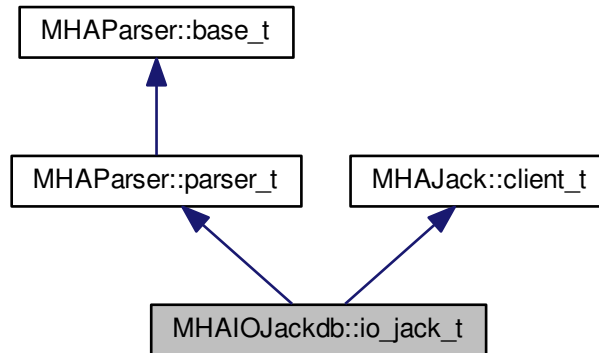 MHAParser::base_t
MHAParser::parser_t
MHAJack::client_t
MHAIOJackdb::io_jack_t